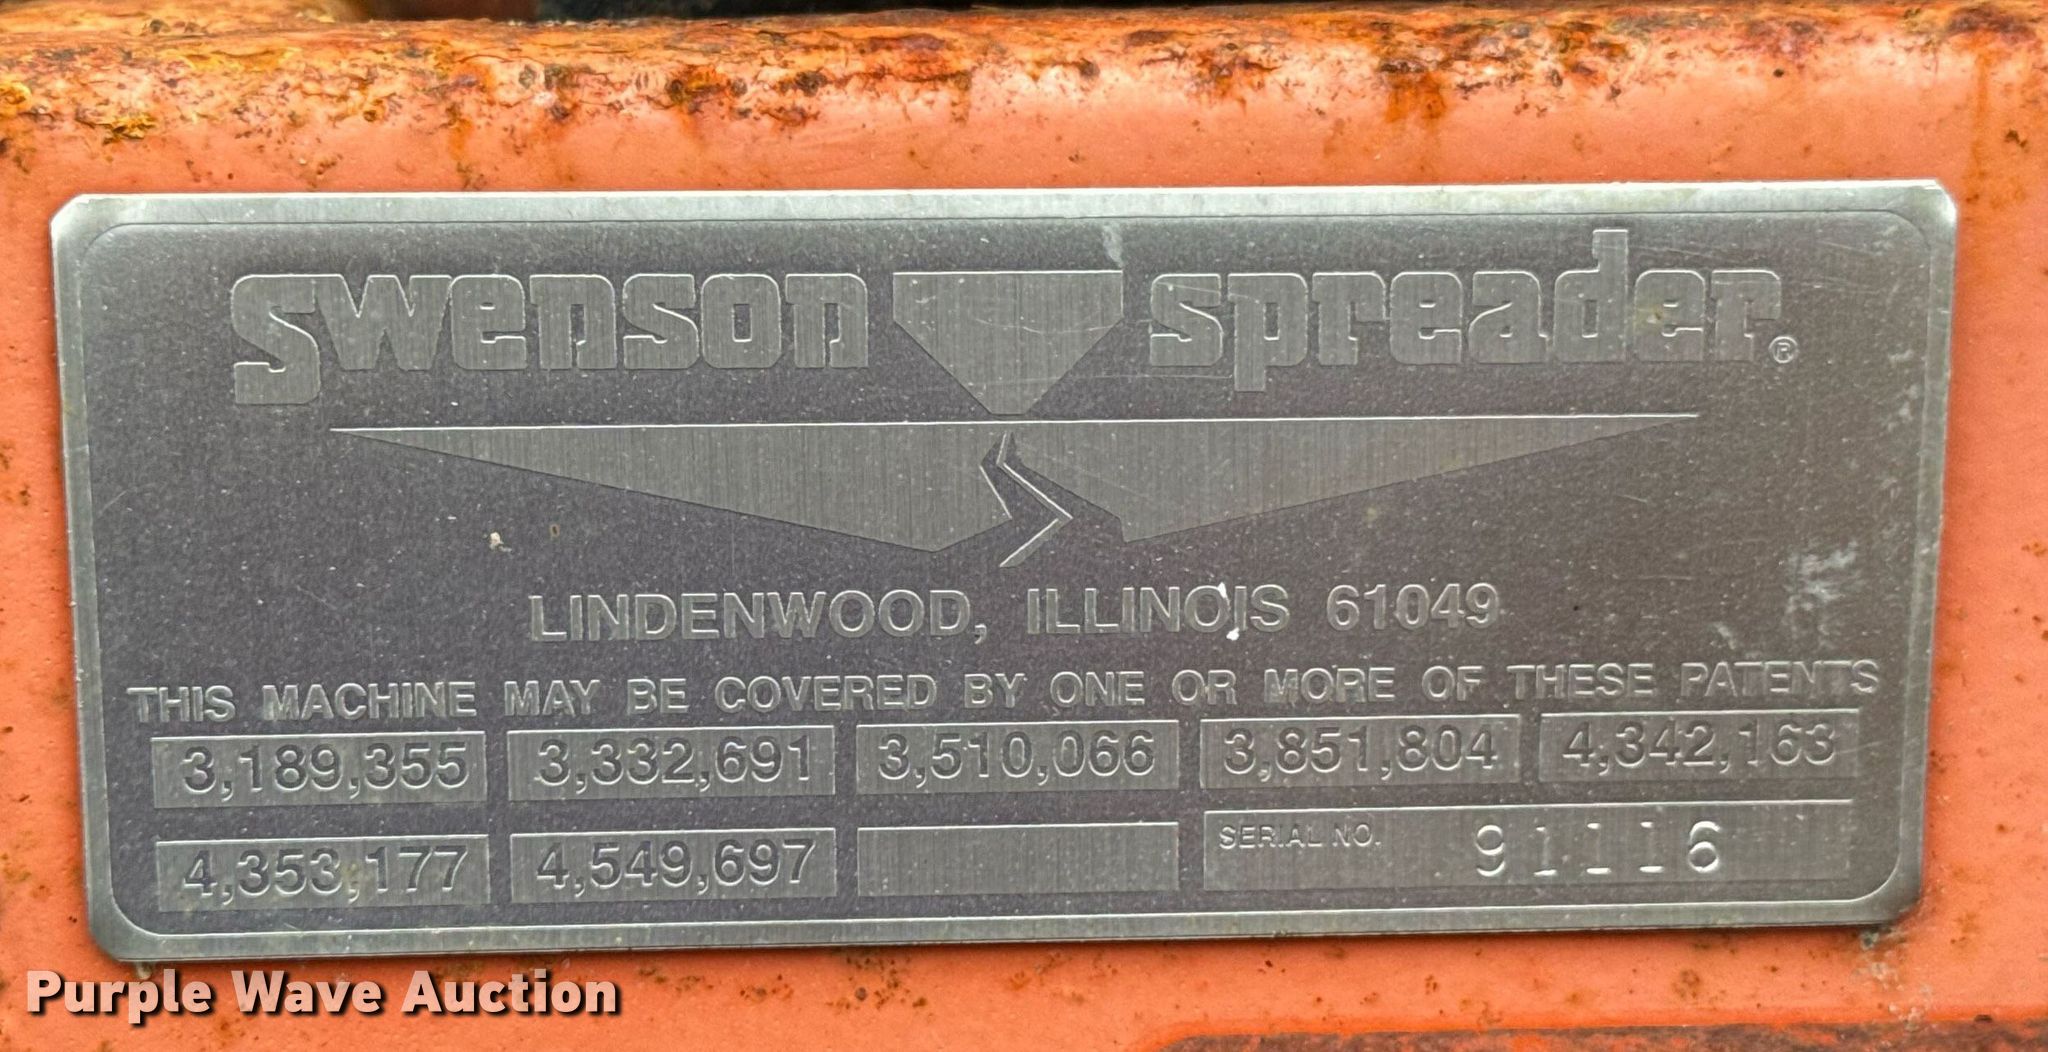 swenson spreader®
LINDENWOOD, ILLINOIS 61049
THIS MACHINE MAY BE COVERED BY ONE OR MORE OF THESE PATENTS
3,189,355 3,332,691 3,510,066 3,851,804 4,342,163
4,353,177 4,549,697 SERIAL NO. 91116
Purple Wave Auction